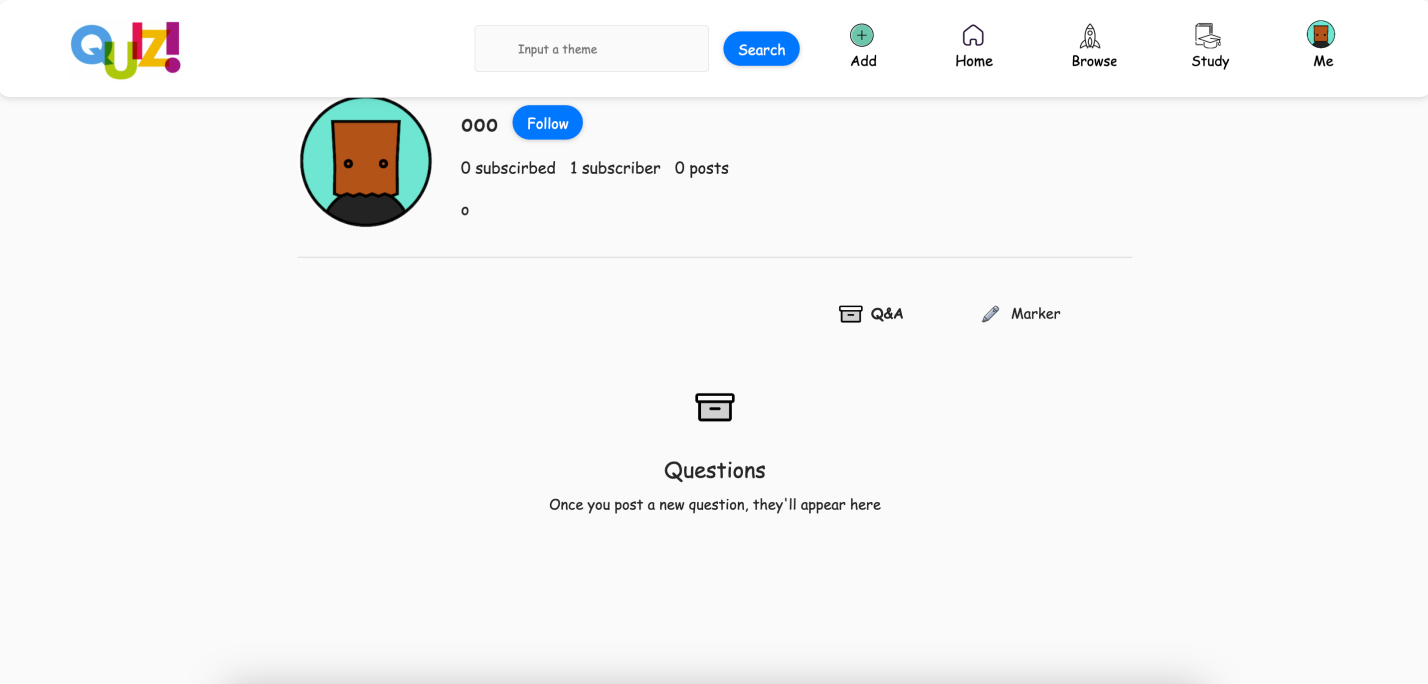 QUIZ!
Input a theme
Search
Add
Home
Browse
Study
Me
ooo
Follow
0 subscirbed 1 subscriber 0 posts
o
Q&A
Marker
Questions
Once you post a new question, they'll appear here